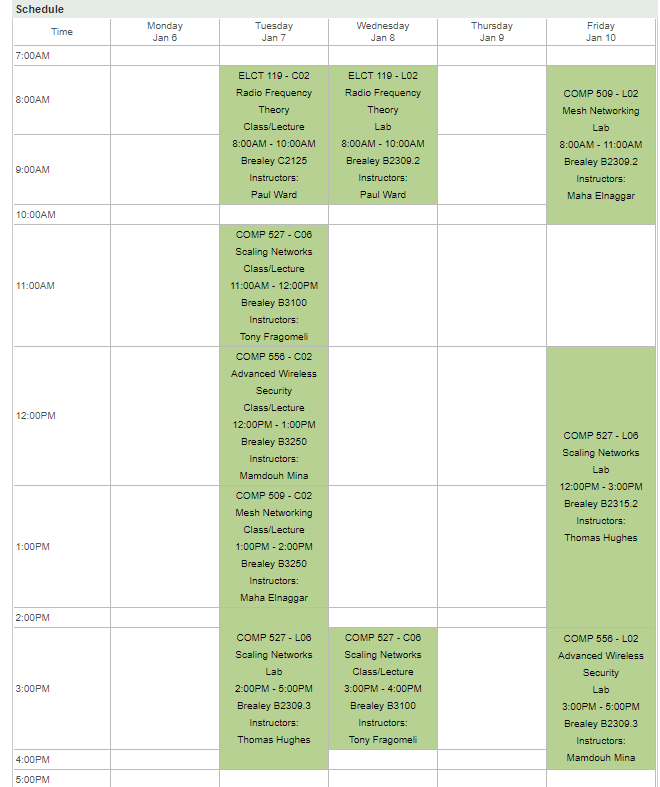 Schedule
Time
Monday
Jan 6
Tuesday
Jan 7
Wednesday
Jan 8
Thursday
Jan 9
Friday
Jan 10
7:00AM
8:00AM
ELCT 119 - C02
Radio Frequency
Theory
Class/Lecture
8:00AM - 10:00AM
Brealey C2125
Instructors:
Paul Ward
ELCT 119 - L02
Radio Frequency
Theory
Lab
8:00AM - 10:00AM
Brealey B2309.2
Instructors:
Paul Ward
COMP 509 - L02
Mesh Networking
Lab
8:00AM - 11:00AM
Brealey B2309.2
Instructors:
Maha Elnaggar
9:00AM
10:00AM
11:00AM
COMP 527 - C06
Scaling Networks
Class/Lecture
11:00AM - 12:00PM
Brealey B3100
Instructors:
Tony Fragomeli
12:00PM
COMP 556 - C02
Advanced Wireless
Security
Class/Lecture
12:00PM - 1:00PM
Brealey B3250
Instructors:
Mamdouh Mina
COMP 527 - L06
Scaling Networks
Lab
12:00PM - 3:00PM
Brealey B2315.2
Instructors:
Thomas Hughes
1:00PM
COMP 509 - C02
Mesh Networking
Class/Lecture
1:00PM - 2:00PM
Brealey B3250
Instructors:
Maha Elnaggar
2:00PM
COMP 527 - L06
Scaling Networks
Lab
2:00PM - 5:00PM
Brealey B2309.3
Instructors:
Thomas Hughes
3:00PM
COMP 527 - C06
Scaling Networks
Class/Lecture
3:00PM - 4:00PM
Brealey B3100
Instructors:
Tony Fragomeli
COMP 556 - L02
Advanced Wireless
Security
Lab
3:00PM - 5:00PM
Brealey B2309.3
Instructors:
Mamdouh Mina
4:00PM
5:00PM